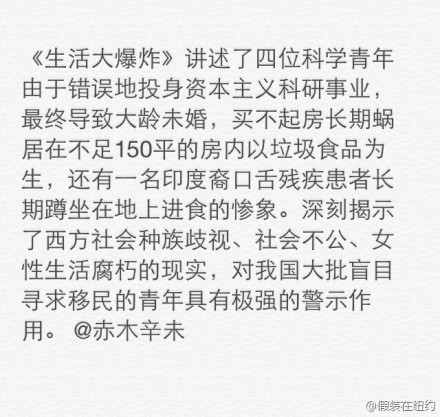 《生活大爆炸》讲述了四位科学青年
由于错误地投身资本主义科研事业，
最终导致大龄未婚，买不起房长期蜗
居在不足150平的房内以垃圾食品为
生，还有一名印度裔口舌残疾患者长
期蹲坐在地上进食的惨象。深刻揭示
了西方社会种族歧视、社会不公、女
性生活腐朽的现实，对我国大批盲目
寻求移民的青年具有极强的警示作
用。 @赤木辛未
@假装在纽约